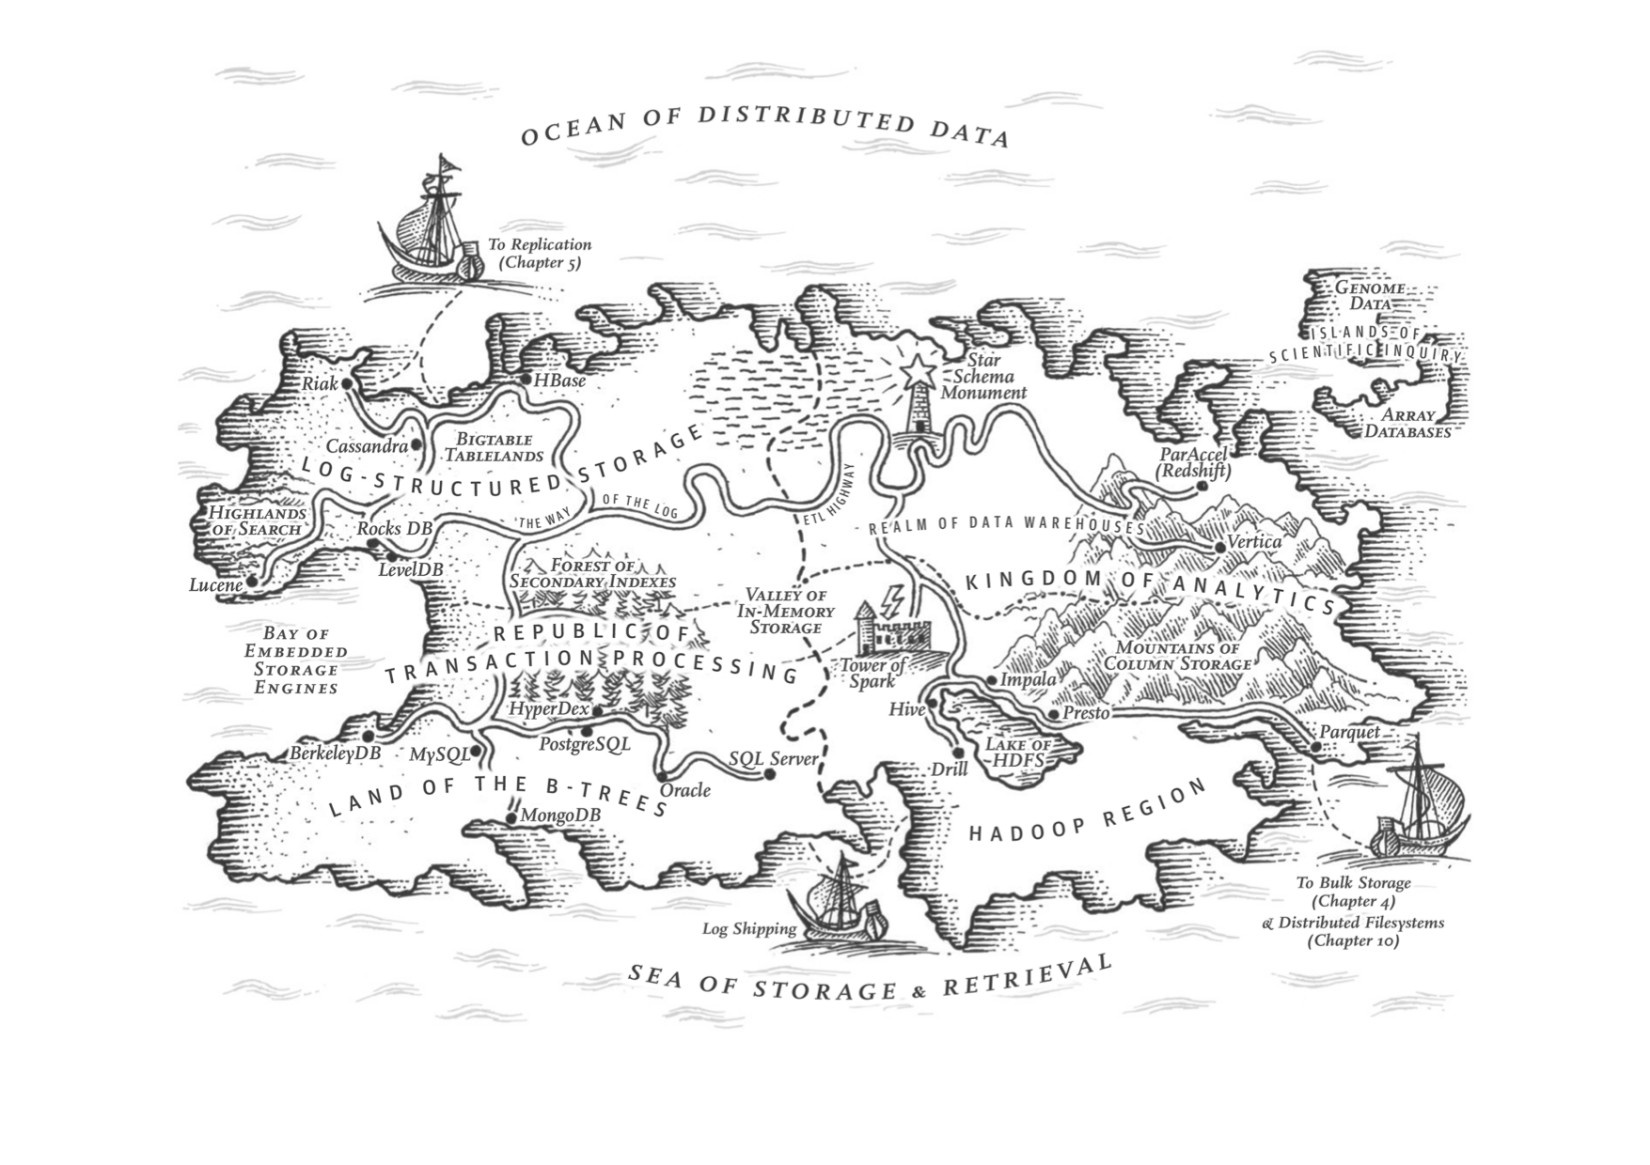 OCEAN OF DISTRIBUTED DATA
To Replication
(Chapter 5)
GENOME
DATA
ISLANDS OF
SCIENTIFIC INQUIRY
ARRAY
DATABASES
Riak
HBase
Star
Schema
Monument
Cassandra
BIGTABLE
TABLELANDS
LOG-STRUCTURED STORAGE
ParAccel
(Redshift)
HIGHLANDS
OF SEARCH
Rocks DB
THE WAY OF THE LOG
ETL HIGHWAY
REALM OF DATA WAREHOUSES
Vertica
Lucene
LevelDB
FOREST OF
SECONDARY INDEXES
VALLEY OF
IN-MEMORY
STORAGE
KINGDOM OF ANALYTICS
BAY OF
EMBEDDED
STORAGE
ENGINES
REPUBLIC OF
TRANSACTION PROCESSING
Tower of
Spark
MOUNTAINS OF
COLUMN STORAGE
Impala
HyperDex
Hive
Presto
BerkeleyDB
MySQL
PostgreSQL
SQL Server
Drill
LAKE OF
HDFS
Parquet
Oracle
LAND OF THE B-TREES
MongoDB
HADOOP REGION
To Bulk Storage
(Chapter 4)
& Distributed Filesystems
(Chapter 10)
Log Shipping
SEA OF STORAGE & RETRIEVAL